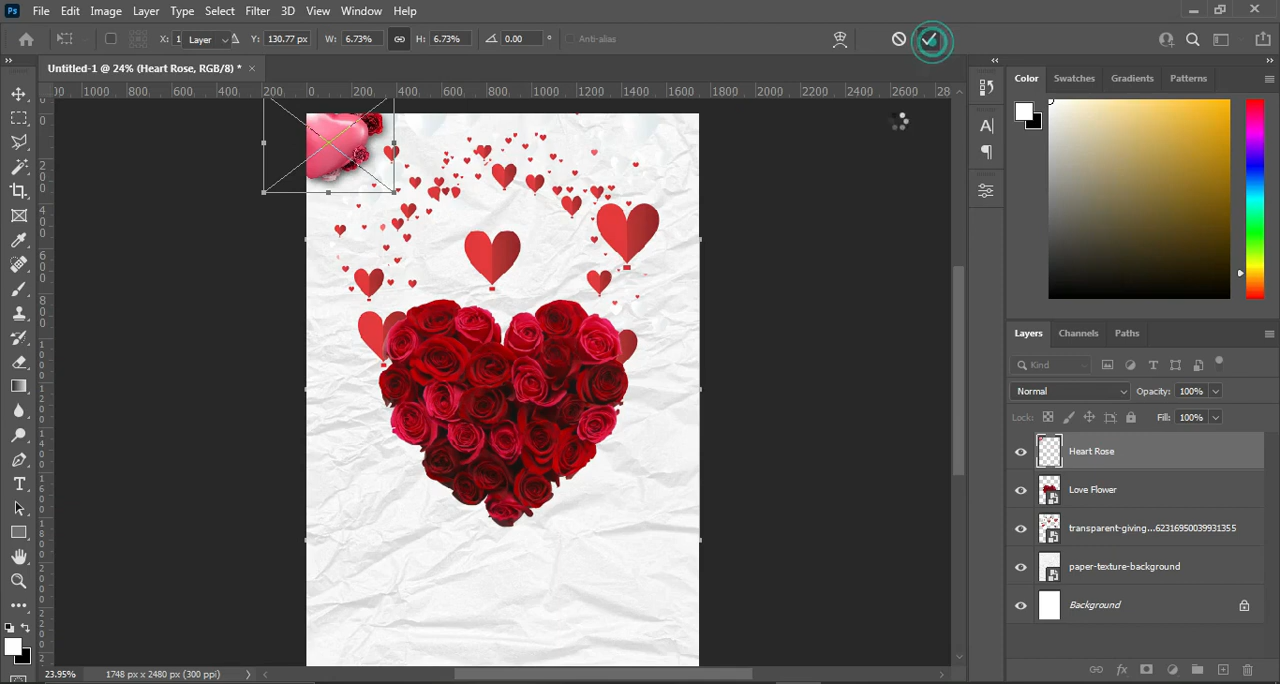 Ps File Edit Image Layer Type Select Filter 3D View Window Help
X: 1 Layer Y: 130.77 px W: 6.73% H: 6.73% 0.00 ° Anti-alias
Untitled-1 @ 24% (Heart Rose, RGB/8) * ×
1000 800 600 400 200 0 200 400 600 800 1000 1200 1400 1600 1800 2000 2200 2400 2600
Color Swatches Gradients Patterns
Layers Channels Paths
Kind
Normal Opacity: 100%
Lock: Fill: 100%
Heart Rose
Love Flower
transparent-giving...62316950039931355
paper-texture-background
Background
23.95% 1748 px x 2480 px (300 ppi)